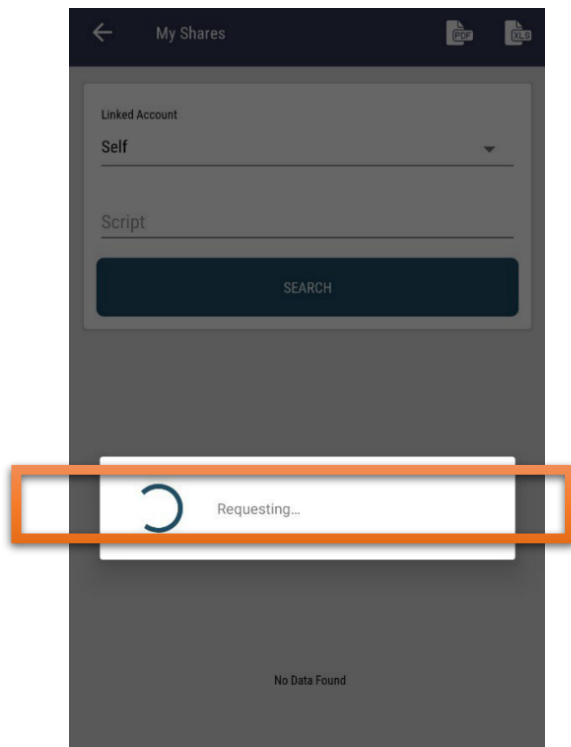 My Shares
PDF
XLS
Linked Account
Self
Script
SEARCH
Requesting...
No Data Found